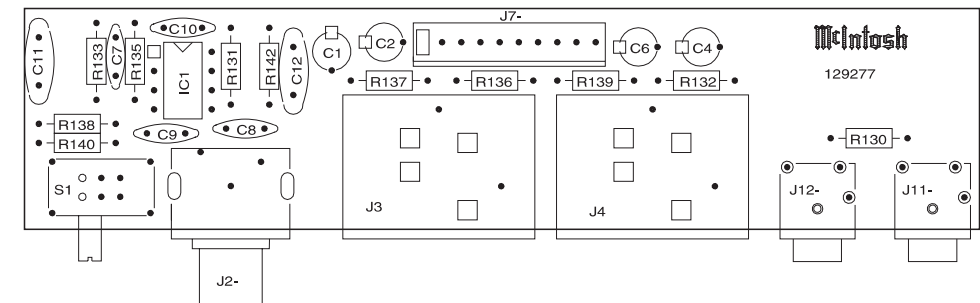 J7-
C10
C11
R133
C7
R135
IC1
R131
R142
C12
C1
C2
C6
C4
McIntosh
129277
R137
R136
R139
R132
R138
R140
C9
C8
R130
S1
J3
J4
J12-
J11-
J2-